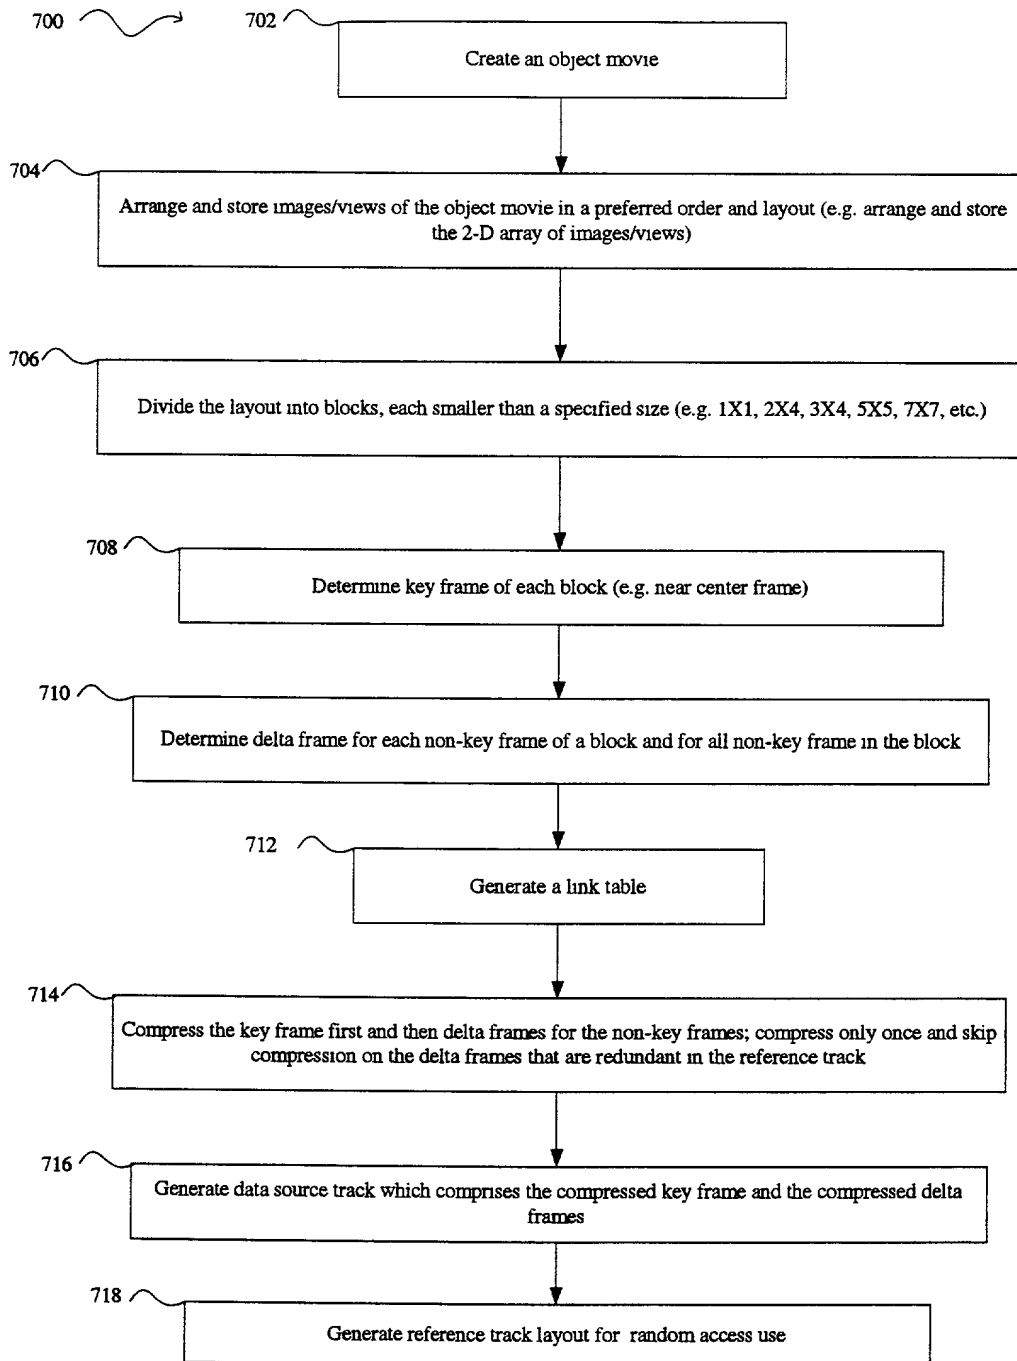 700
702
Create an object movie
704
Arrange and store images/views of the object movie in a preferred order and layout (e.g. arrange and store
the 2-D array of images/views)
706
Divide the layout into blocks, each smaller than a specified size (e.g. 1X1, 2X4, 3X4, 5X5, 7X7, etc.)
708
Determine key frame of each block (e.g. near center frame)
710
Determine delta frame for each non-key frame of a block and for all non-key frame in the block
712
Generate a link table
714
Compress the key frame first and then delta frames for the non-key frames; compress only once and skip
compression on the delta frames that are redundant in the reference track
716
Generate data source track which comprises the compressed key frame and the compressed delta
frames
718
Generate reference track layout for random access use